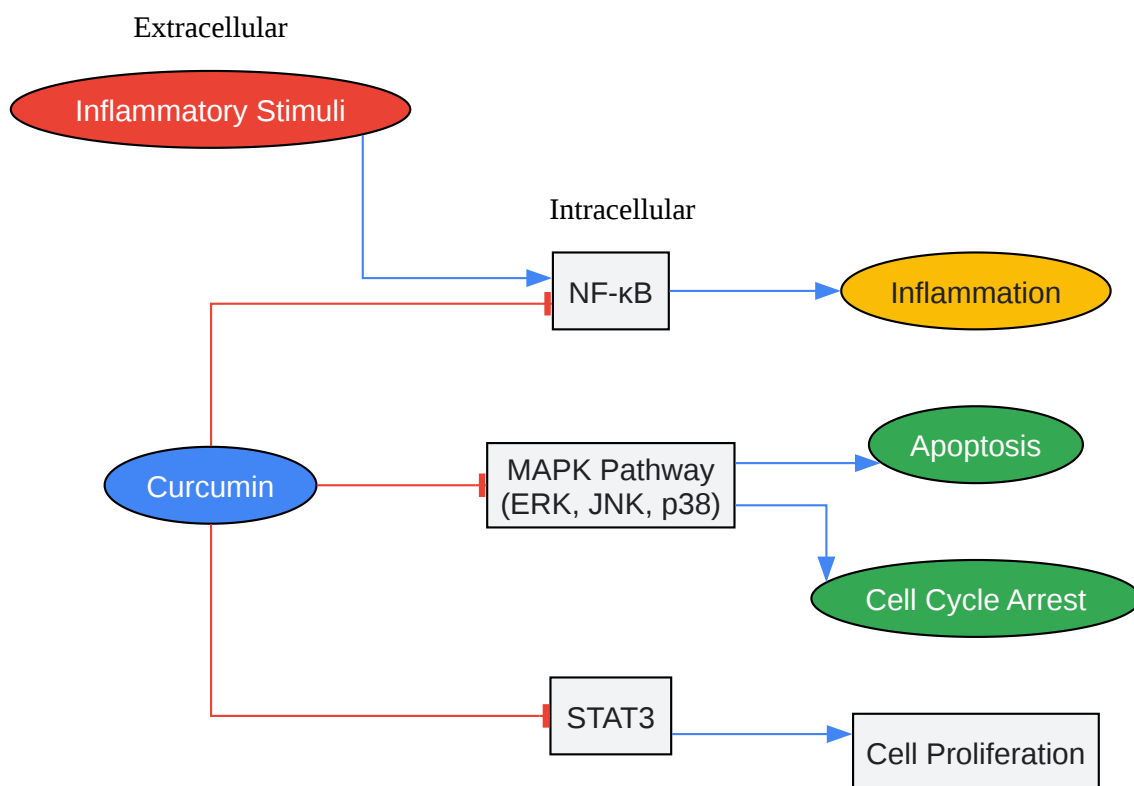 Extracellular
Inflammatory Stimuli
Intracellular
NF-κB
Inflammation
Apoptosis
MAPK Pathway
(ERK, JNK, p38)
Curcumin
Cell Cycle Arrest
STAT3
Cell Proliferation